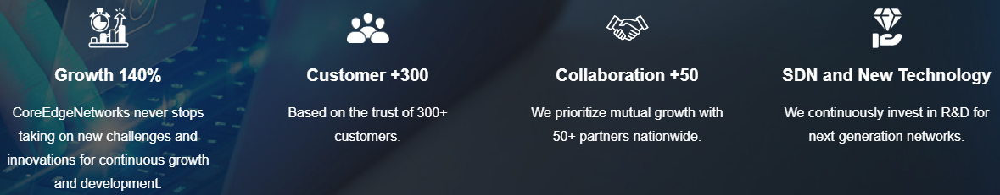 Growth 140%
CoreEdgeNetworks never stops
taking on new challenges and
innovations for continuous growth
and development.
Customer +300
Based on the trust of 300+
customers.
Collaboration +50
We prioritize mutual growth with
50+ partners nationwide.
SDN and New Technology
We continuously invest in R&D for
next-generation networks.